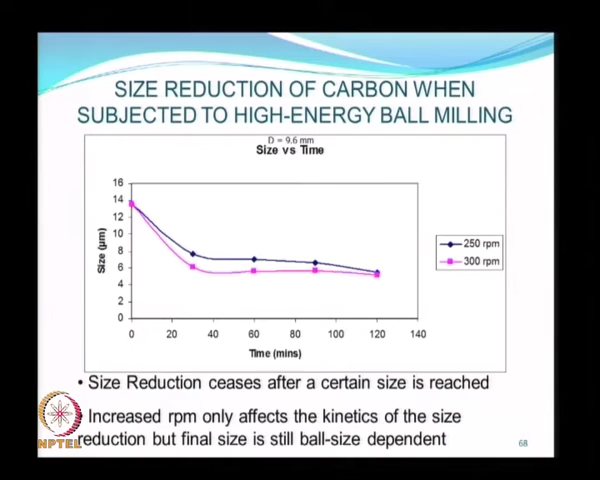 SIZE REDUCTION OF CARBON WHEN
SUBJECTED TO HIGH-ENERGY BALL MILLING
D = 9.6 mm
Size vs Time
16
14
12
10
8
6
4
2
0
Size (μm)
0 20 40 60 80 100 120 140
Time (mins)
250 rpm
300 rpm
• Size Reduction ceases after a certain size is reached
Increased rpm only affects the kinetics of the size
reduction but final size is still ball-size dependent
NPTEL
68